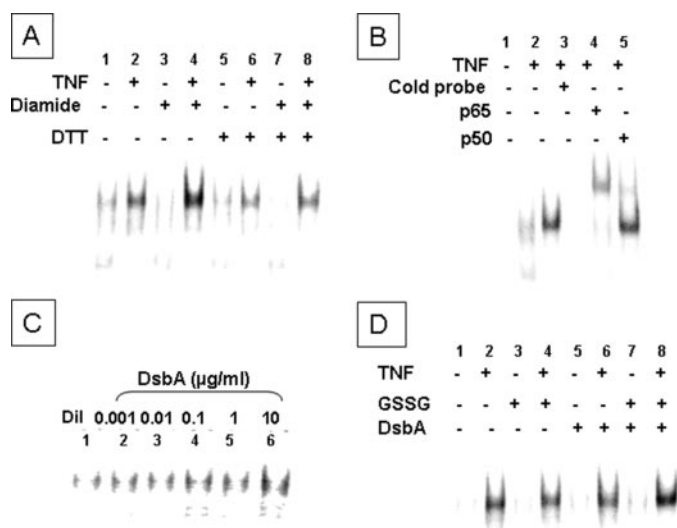 A
1 2 3 4 5 6 7 8
TNF - + - + - + - +
Diamide - - + + - - + +
DTT - - - - + + + +
B
1 2 3 4 5
TNF - + + + +
Cold probe - - + - -
p65 - - - + -
p50 - - - - +
C
DsbA (µg/ml)
Dil 0.001 0.01 0.1 1 10
1 2 3 4 5 6
D
1 2 3 4 5 6 7 8
TNF - + - + - + - +
GSSG - - + + - - + +
DsbA - - - - + + + +